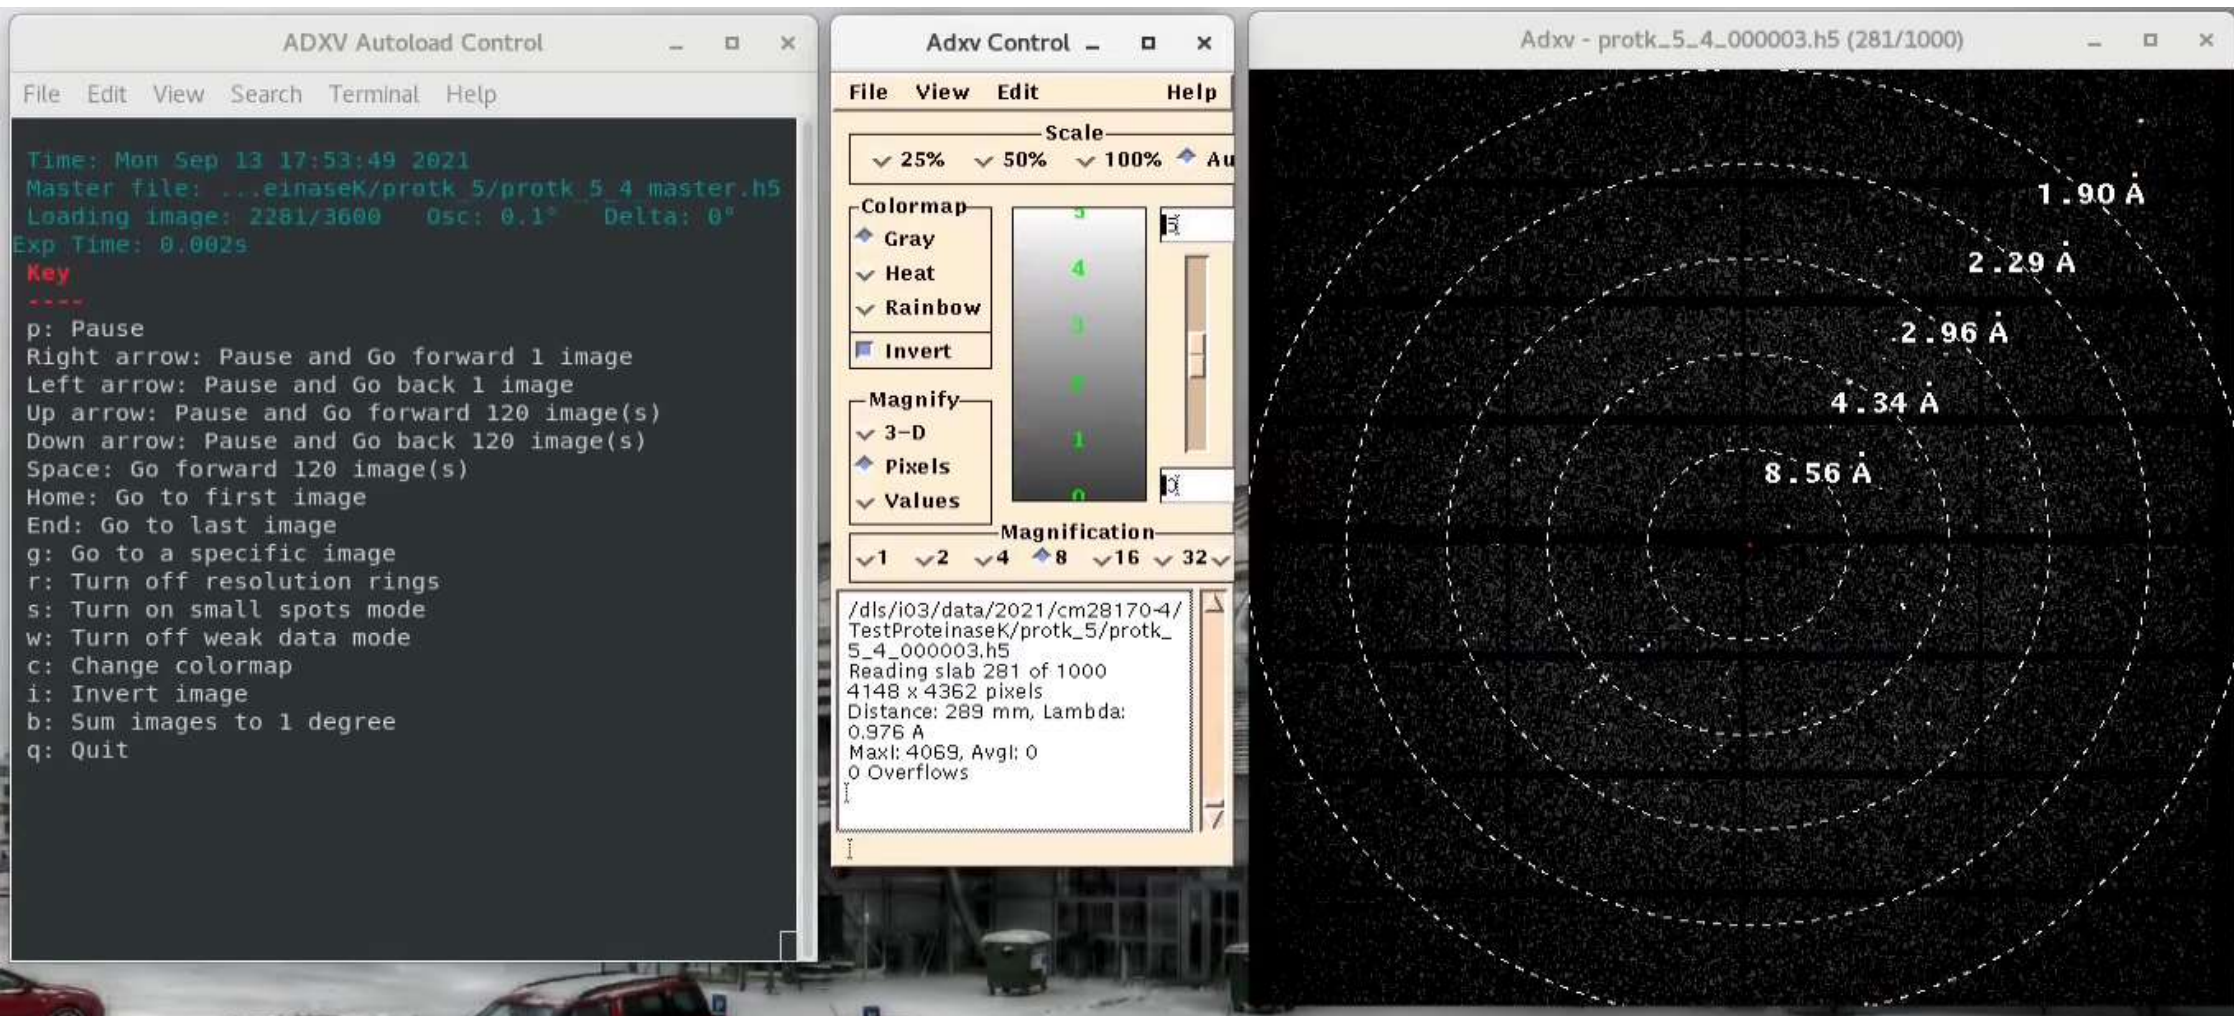 ADXV Autoload Control
File Edit View Search Terminal Help
Time: Mon Sep 13 17:53:49 2021
Master file: ...einaseK/protk_5/protk_5_4_master.h5
Loading image: 2281/3600 Osc: 0.1° Delta: 0°
Exp Time: 0.002s
Key
----
p: Pause
Right arrow: Pause and Go forward 1 image
Left arrow: Pause and Go back 1 image
Up arrow: Pause and Go forward 120 image(s)
Down arrow: Pause and Go back 120 image(s)
Space: Go forward 120 image(s)
Home: Go to first image
End: Go to last image
g: Go to a specific image
r: Turn off resolution rings
s: Turn on small spots mode
w: Turn off weak data mode
c: Change colormap
i: Invert image
b: Sum images to 1 degree
q: Quit
Adxv Control
File View Edit Help
Scale
25% 50% 100% Au
Colormap
Gray
Heat
Rainbow
Invert
5
4
3
2
1
0
5
0
Magnify
3-D
Pixels
Values
Magnification
1 2 4 8 16 32
/dls/i03/data/2021/cm28170-4/
TestProteinaseK/protk_5/protk_
5_4_000003.h5
Reading slab 281 of 1000
4148 x 4362 pixels
Distance: 289 mm, Lambda:
0.976 A
MaxI: 4069, AvgI: 0
0 Overflows
Adxv - protk_5_4_000003.h5 (281/1000)
1.90 Å
2.29 Å
2.96 Å
4.34 Å
8.56 Å